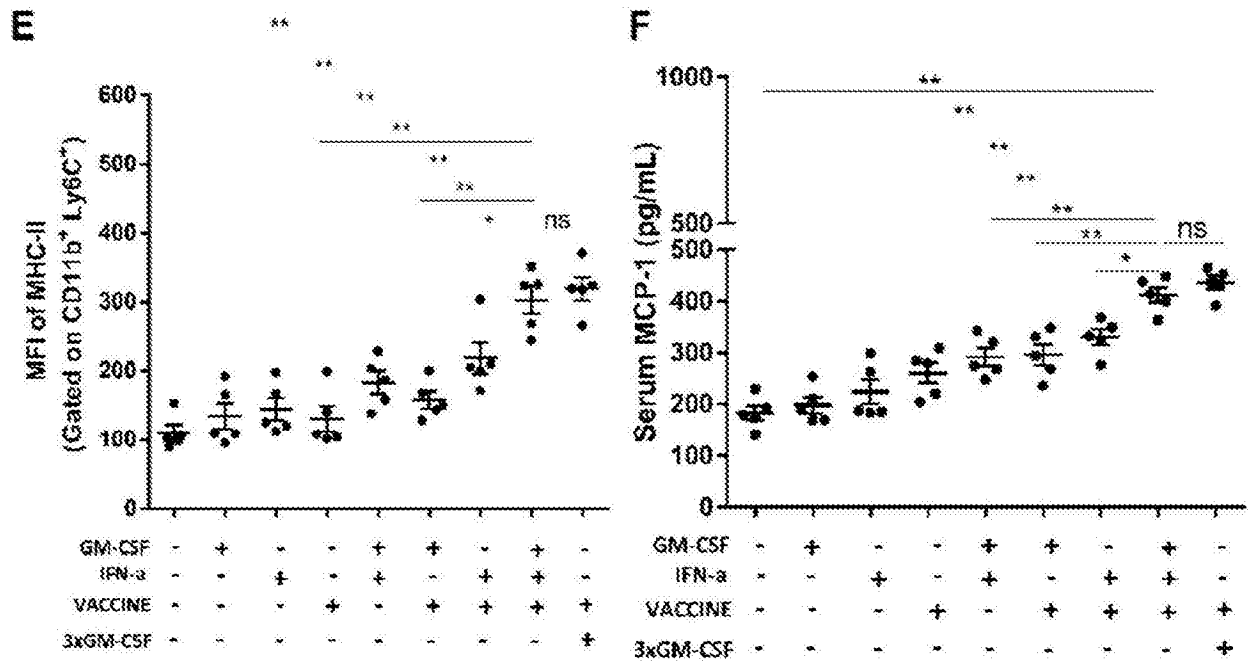 E
**
**
**
**
**
**
*
ns
600
500
400
300
200
100
0
MFI of MHC-II
(Gated on CD11b+ Ly6C+)
GM-CSF - + - - + + - + -
IFN-a - - + - + - + + -
VACCINE - - - + - + + + +
3xGM-CSF - - - - - - - - +
F
**
**
**
**
**
**
*
ns
1000
500
500
400
300
200
100
0
Serum MCP-1 (pg/mL)
GM-CSF - + - - + + - + -
IFN-a - - + - + - + + -
VACCINE - - - + - + + + +
3xGM-CSF - - - - - - - - +